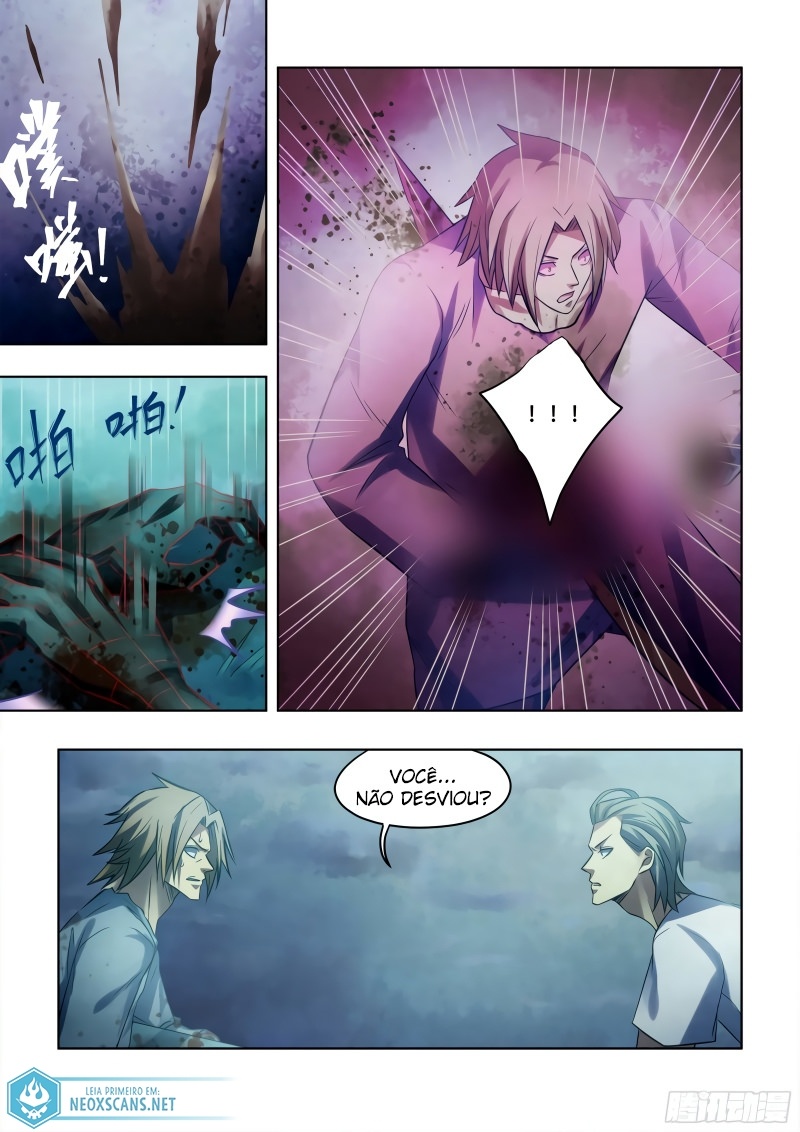 噗
嗤!
!!!
啪 啪!
VOCÊ...
NÃO DESVIOU?
LEIA PRIMEIRO EM:
NEOXSCANS.NET
腾讯动漫